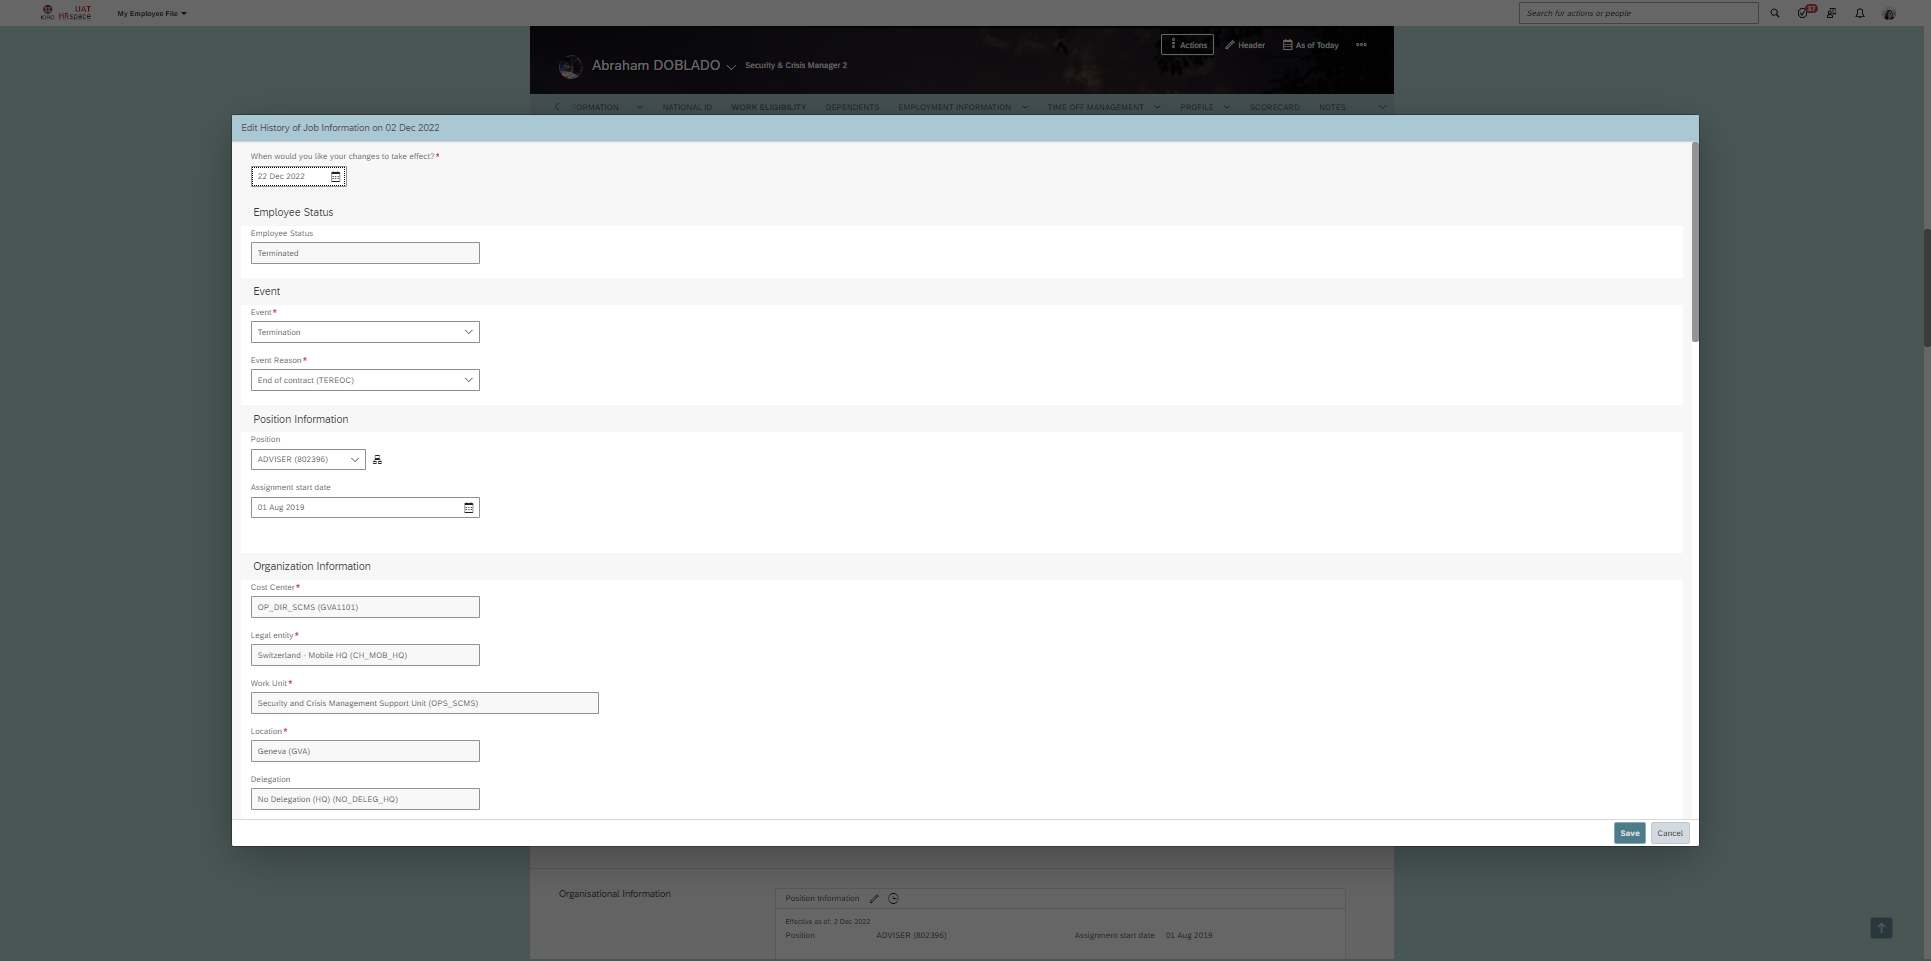 ICRC
UAT
HRspace
My Employee File
Search for actions or people
37
Actions
Header
As of Today
Abraham DOBLADO
Security & Crisis Manager 2
FORMATION
NATIONAL ID
WORK ELIGIBILITY
DEPENDENTS
EMPLOYMENT INFORMATION
TIME OFF MANAGEMENT
PROFILE
SCORECARD
NOTES
Edit History of Job Information on 02 Dec 2022
When would you like your changes to take effect?*
22 Dec 2022
Employee Status
Employee Status
Terminated
Event
Event*
Termination
Event Reason*
End of contract (TEREOC)
Position Information
Position
ADVISER (802396)
Assignment start date
01 Aug 2019
Organization Information
Cost Center*
OP_DIR_SCMS (GVA1101)
Legal entity*
Switzerland - Mobile HQ (CH_MOB_HQ)
Work Unit*
Security and Crisis Management Support Unit (OPS_SCMS)
Location*
Geneva (GVA)
Delegation
No Delegation (HQ) (NO_DELEG_HQ)
Save
Cancel
Organisational Information
Position Information
Effective as of: 2 Dec 2022
Position
ADVISER (802396)
Assignment start date
01 Aug 2019